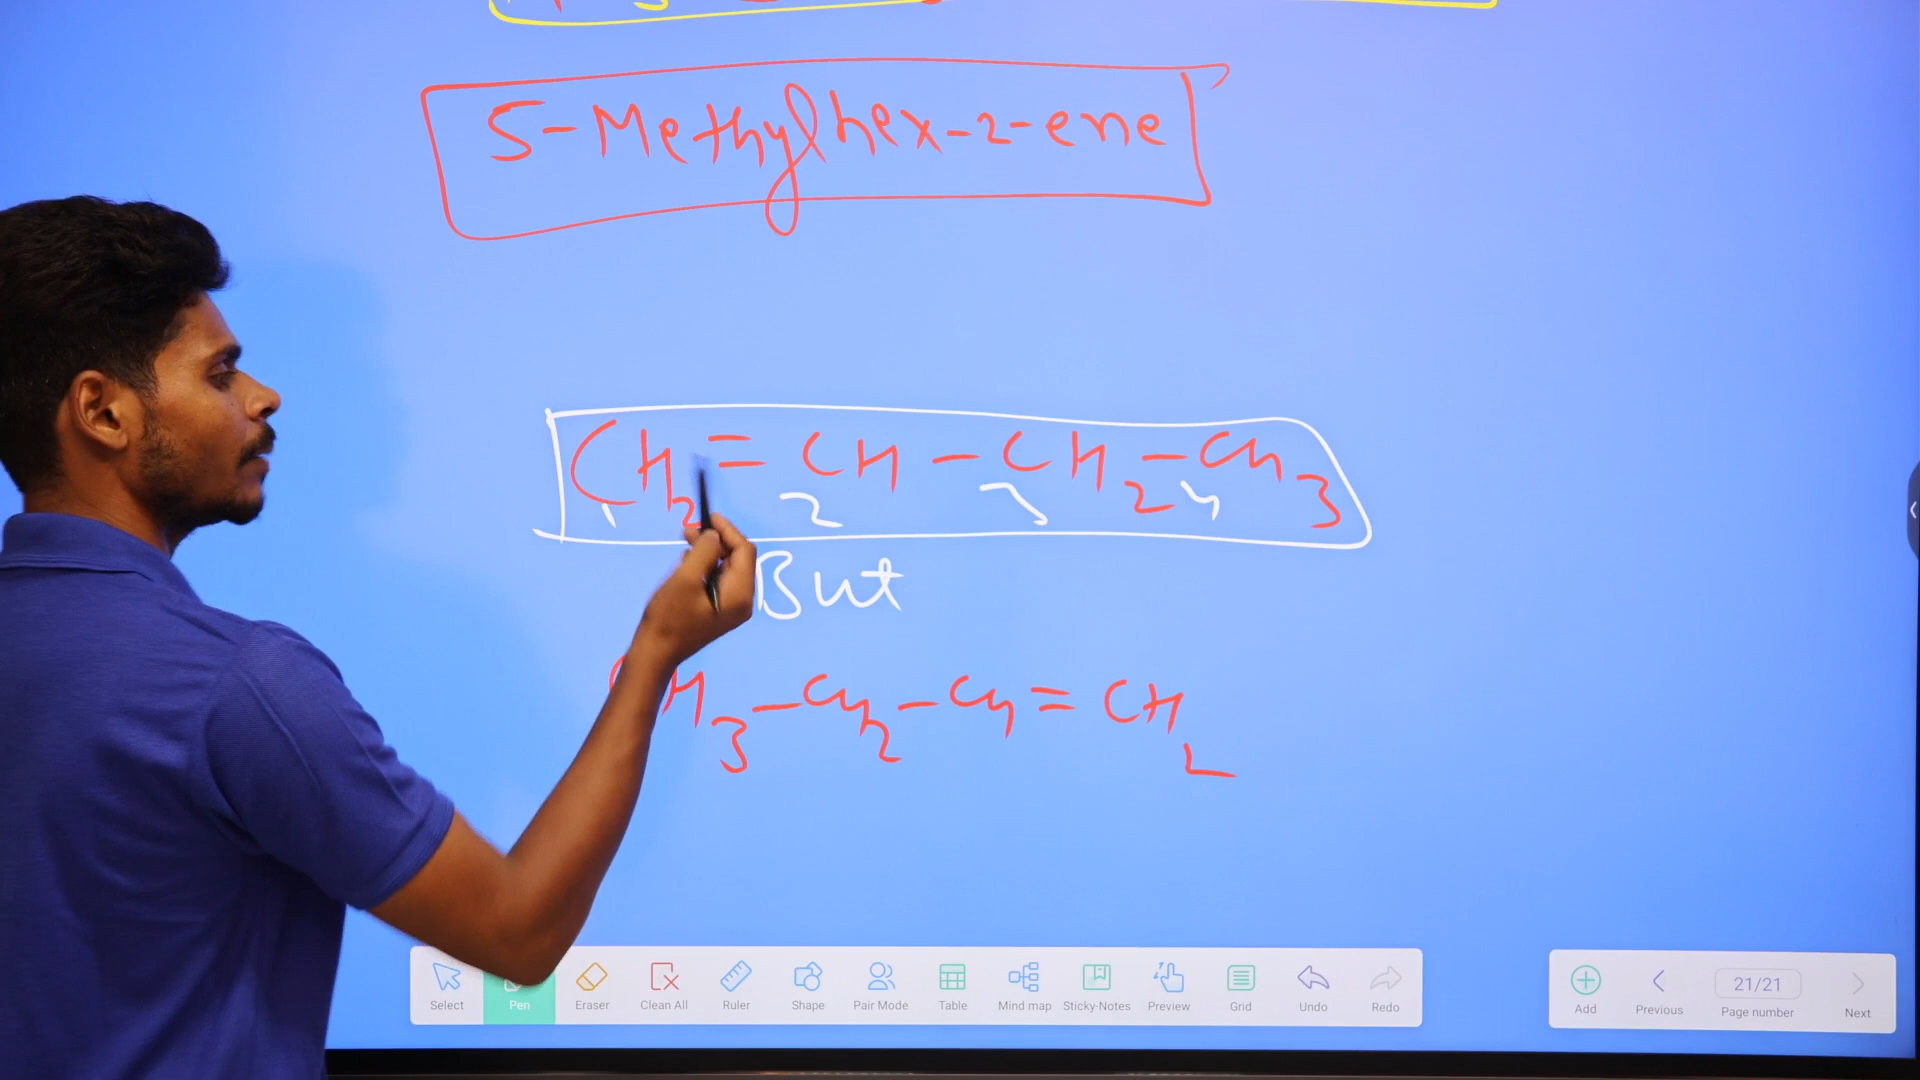 5-Methylhex-2-ene
CH2 = CH - CH2 - CH3
1 2 3 4
But
CH3 - CH2 - CH = CH2
Select Pen Eraser Clean All Ruler Shape Pair Mode Table Mind map Sticky-Notes Preview Grid Undo Redo
Add Previous 21/21 Page number Next